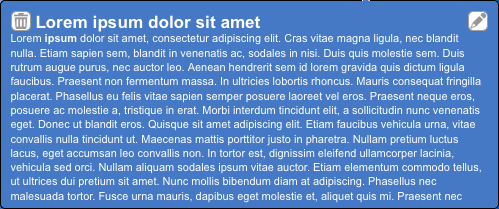 Lorem ipsum dolor sit amet
Lorem ipsum dolor sit amet, consectetur adipiscing elit. Cras vitae magna ligula, nec blandit
nulla. Etiam sapien sem, blandit in venenatis ac, sodales in nisi. Duis quis molestie sem. Duis
rutrum augue purus, nec auctor leo. Aenean hendrerit sem id lorem gravida quis dictum ligula
faucibus. Praesent non fermentum massa. In ultricies lobortis rhoncus. Mauris consequat fringilla
placerat. Phasellus eu felis vitae sapien semper posuere laoreet vel eros. Praesent neque eros,
posuere ac molestie a, tristique in erat. Morbi interdum tincidunt elit, a sollicitudin nunc venenatis
eget. Donec ut blandit eros. Quisque sit amet adipiscing elit. Etiam faucibus vehicula urna, vitae
convallis nulla tincidunt ut. Maecenas mattis porttitor justo in pharetra. Nullam pretium luctus
lacus, eget accumsan leo convallis non. In tortor est, dignissim eleifend ullamcorper lacinia,
vehicula sed orci. Nullam aliquam sodales ipsum vitae auctor. Etiam elementum commodo tellus,
ut ultrices dui pretium sit amet. Nunc mollis bibendum diam at adipiscing. Phasellus nec
malesuada tortor. Fusce urna mauris, dapibus eget molestie et, aliquet quis mi. Praesent nec